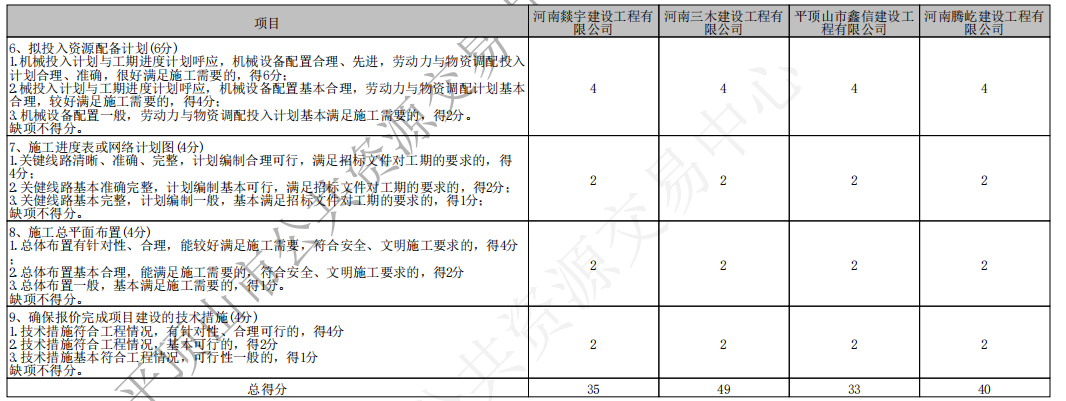 项目
河南燚宇建设工程有限公司
河南三木建设工程有限公司
平顶山市鑫信建设工程有限公司
河南腾屹建设工程有限公司
6、拟投入资源配备计划(6分)
1.机械投入计划与工期进度计划呼应，机械设备配置合理、先进，劳动力与物资调配投入
计划合理、准确，很好满足施工需要的，得6分；
2.械投入计划与工期进度计划呼应，机械设备配置基本合理，劳动力与物资调配计划基本
合理，较好满足施工需要的，得4分；
3.机械设备配置一般，劳动力与物资调配投入计划基本满足施工需要的，得2分。
缺项不得分。
4 4 4 4
7、施工进度表或网络计划图(4分)
1.关键线路清晰、准确、完整，计划编制合理可行，满足招标文件对工期的要求的，得
4分；
2.关健线路基本准确完整，计划编制基本可行，满足招标文件对工期的要求的，得2分；
3.关健线路基本完整，计划编制一般，基本满足招标文件对工期的要求的，得1分；
缺项不得分。
2 2 2 2
8、施工总平面布置(4分)
1.总体布置有针对性、合理，能较好满足施工需要，符合安全、文明施工要求的，得4分
；
2.总体布置基本合理，能满足施工需要的，符合安全、文明施工要求的，得2分
3.总体布置一般，基本满足施工需要的，得1分。
缺项不得分。
2 2 2 2
9、确保报价完成项目建设的技术措施(4分)
1.技术措施符合工程情况，有针对性、合理可行的，得4分
2.技术措施符合工程情况，基本可行的，得2分
3.技术措施基本符合工程情况，可行性一般的，得1分
缺项不得分。
2 2 2 2
总得分 35 49 33 40
平顶山市公共资源交易
公共资源交易中心